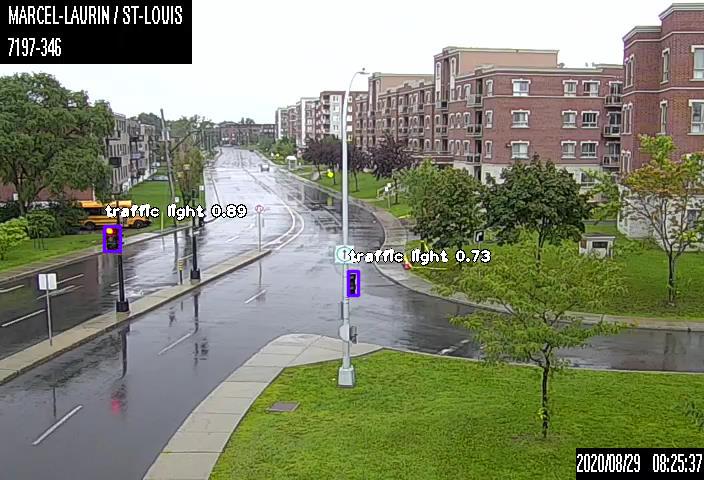 MARCEL-LAURIN / ST-LOUIS
7197-346
traffic light 0.89
traffic light 0.73
2020/08/29 08:25:37